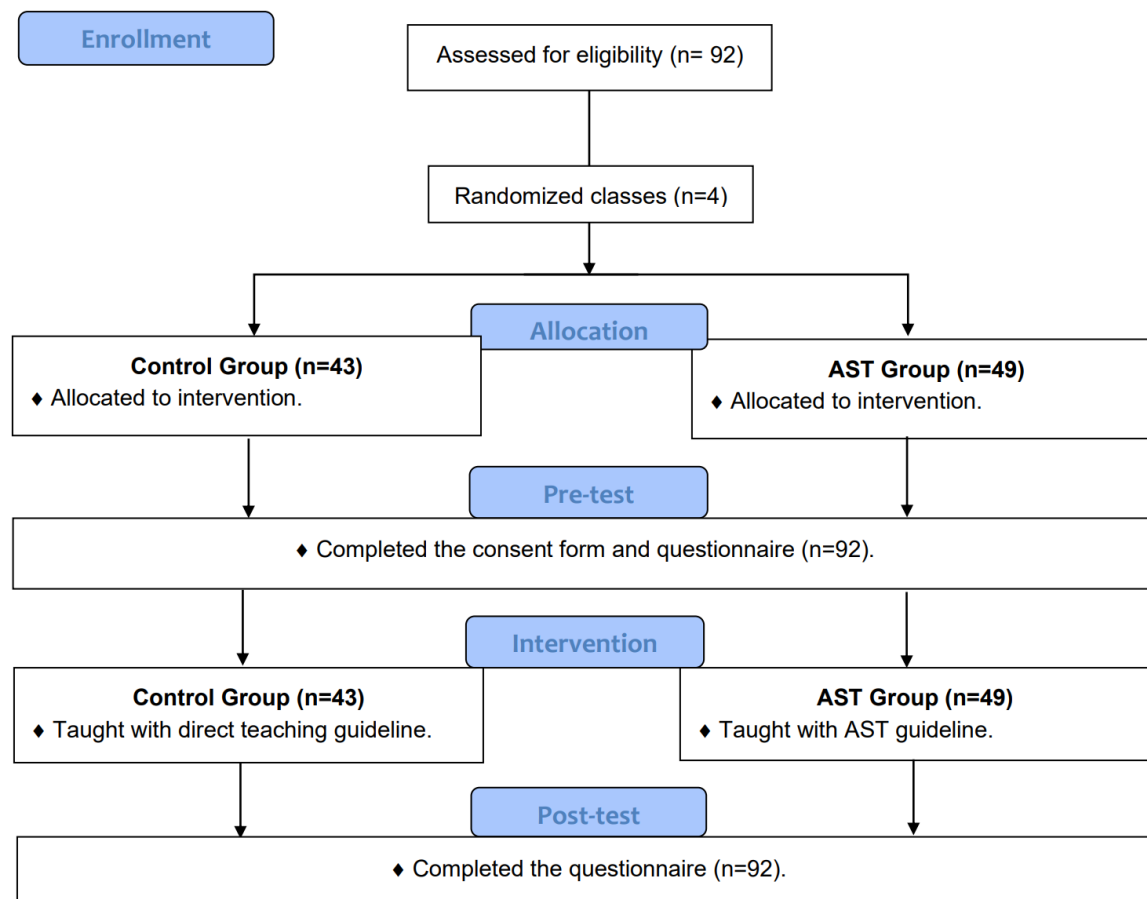 Enrollment
Assessed for eligibility (n= 92)
Randomized classes (n=4)
Allocation
Control Group (n=43)
♦ Allocated to intervention.
AST Group (n=49)
♦ Allocated to intervention.
Pre-test
♦ Completed the consent form and questionnaire (n=92).
Intervention
Control Group (n=43)
♦ Taught with direct teaching guideline.
AST Group (n=49)
♦ Taught with AST guideline.
Post-test
♦ Completed the questionnaire (n=92).